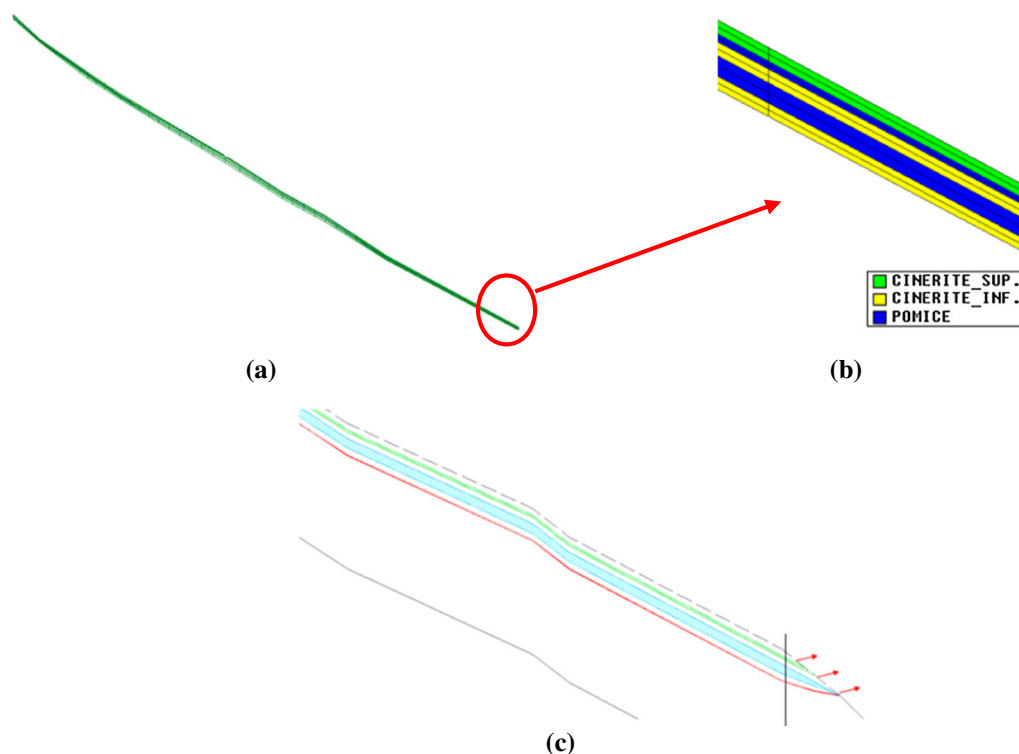 CINERITE_SUP.
CINERITE_INF.
POMICE
(a)
(b)
(c)